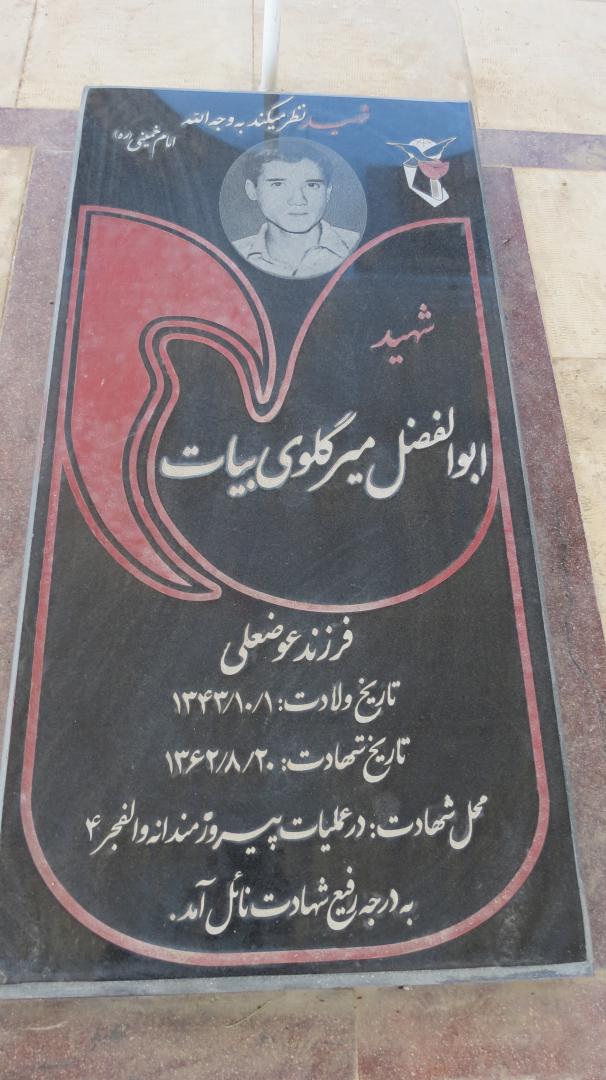 شهید نظر میکند به وجه الله
امام خمینی (ره)
شهید
ابوالفضل میرگلوی بیات
فرزند عوضعلی
تاریخ ولادت: ۱۳۴۳/۱۰/۱
تاریخ شهادت: ۱۳۶۲/۸/۲۰
محل شهادت: در عملیات پیروزمندانه والفجر ۴
به درجه رفیع شهادت نائل آمد.